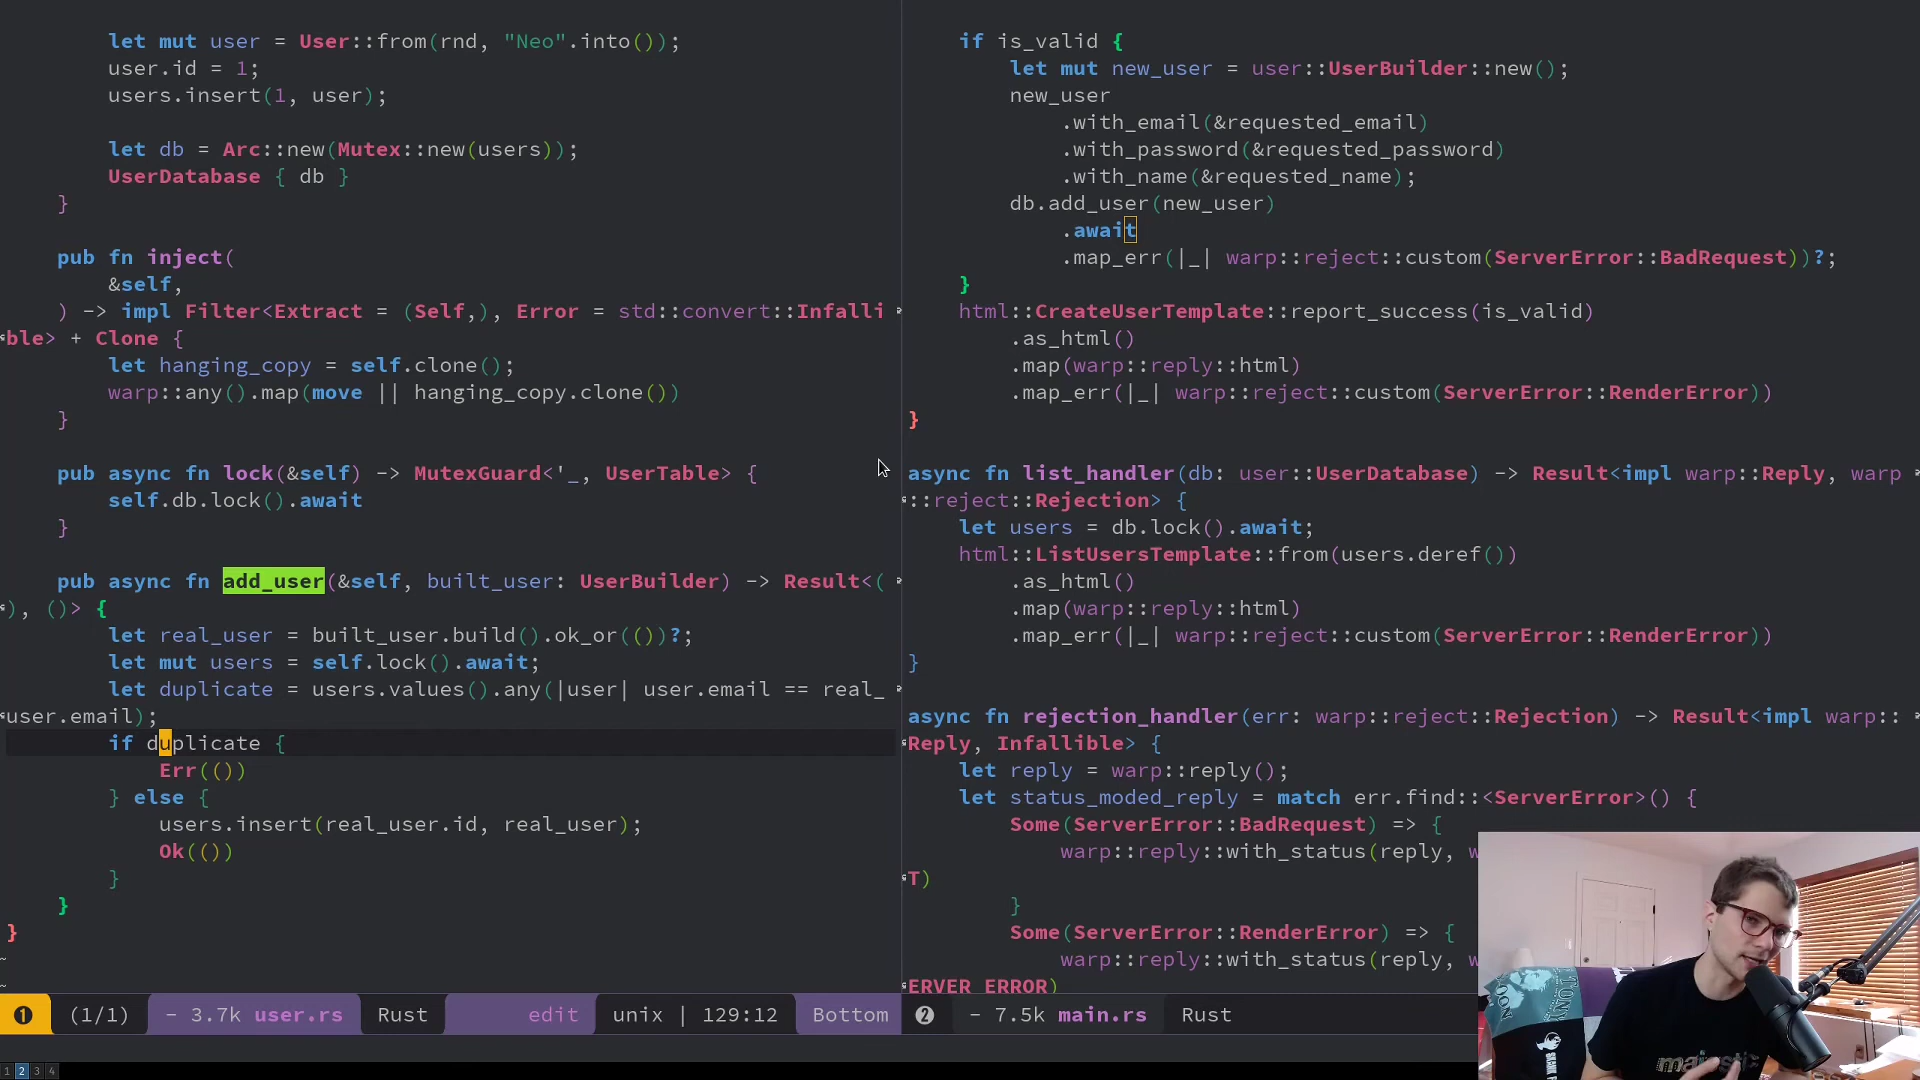 let mut user = User::from(rnd, "Neo".into());
user.id = 1;
users.insert(1, user);
let db = Arc::new(Mutex::new(users));
UserDatabase { db }
}
pub fn inject(
&self,
) -> impl Filter<Extract = (Self,), Error = std::convert::Infalli
ble> + Clone {
let hanging_copy = self.clone();
warp::any().map(move || hanging_copy.clone())
}
pub async fn lock(&self) -> MutexGuard<'_, UserTable> {
self.db.lock().await
}
pub async fn add_user(&self, built_user: UserBuilder) -> Result<(
), ()> {
let real_user = built_user.build().ok_or(())?;
let mut users = self.lock().await;
let duplicate = users.values().any(|user| user.email == real_
user.email);
if duplicate {
Err(())
} else {
users.insert(real_user.id, real_user);
Ok(())
}
}
}
~
~
❶ (1/1) - 3.7k user.rs Rust edit unix | 129:12 Bottom
if is_valid {
let mut new_user = user::UserBuilder::new();
new_user
.with_email(&requested_email)
.with_password(&requested_password)
.with_name(&requested_name);
db.add_user(new_user)
.await
.map_err(|_| warp::reject::custom(ServerError::BadRequest))?;
}
html::CreateUserTemplate::report_success(is_valid)
.as_html()
.map(warp::reply::html)
.map_err(|_| warp::reject::custom(ServerError::RenderError))
}
async fn list_handler(db: user::UserDatabase) -> Result<impl warp::Reply, warp
::reject::Rejection> {
let users = db.lock().await;
html::ListUsersTemplate::from(users.deref())
.as_html()
.map(warp::reply::html)
.map_err(|_| warp::reject::custom(ServerError::RenderError))
}
async fn rejection_handler(err: warp::reject::Rejection) -> Result<impl warp::
Reply, Infallible> {
let reply = warp::reply();
let status_moded_reply = match err.find::<ServerError>() {
Some(ServerError::BadRequest) => {
warp::reply::with_status(reply, w
T)
}
Some(ServerError::RenderError) => {
warp::reply::with_status(reply, w
ERVER_ERROR)
❷ - 7.5k main.rs Rust
1 2 3 4